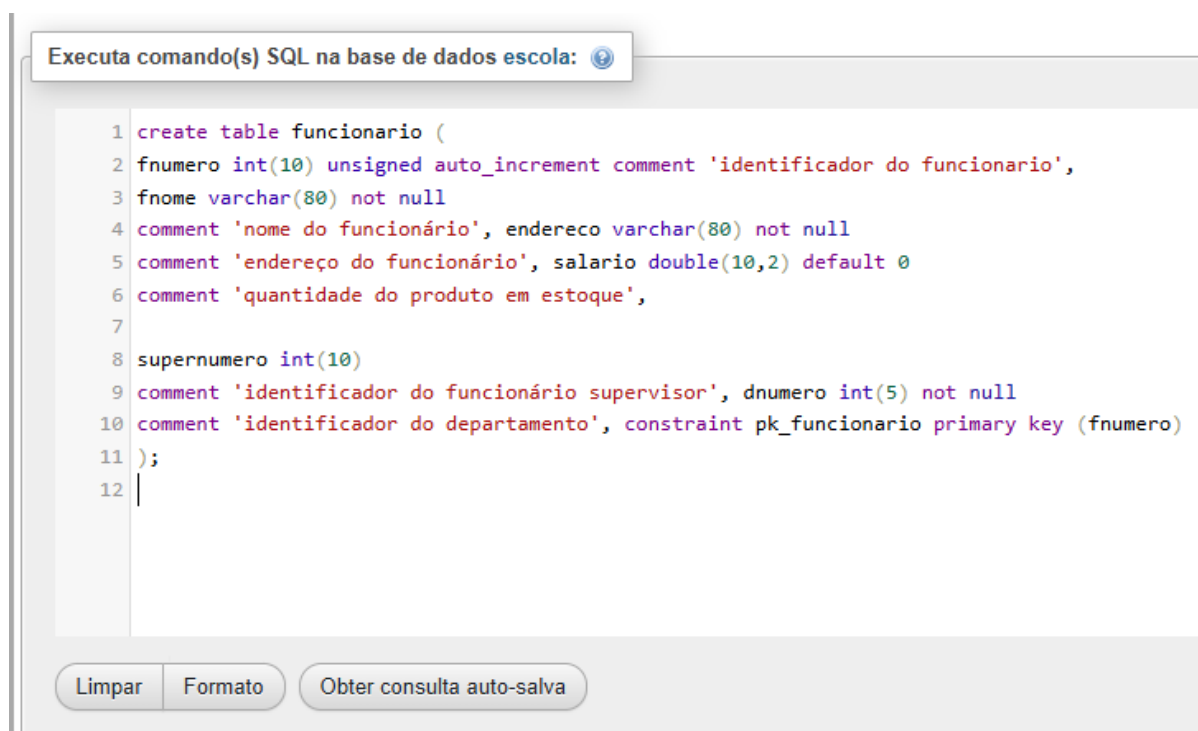 Executa comando(s) SQL na base de dados escola:
1 create table funcionario (
2 fnumero int(10) unsigned auto_increment comment 'identificador do funcionario',
3 fnome varchar(80) not null
4 comment 'nome do funcionário', endereco varchar(80) not null
5 comment 'endereço do funcionário', salario double(10,2) default 0
6 comment 'quantidade do produto em estoque',
7
8 supernumero int(10)
9 comment 'identificador do funcionário supervisor', dnumero int(5) not null
10 comment 'identificador do departamento', constraint pk_funcionario primary key (fnumero)
11 );
12
Limpar Formato Obter consulta auto-salva